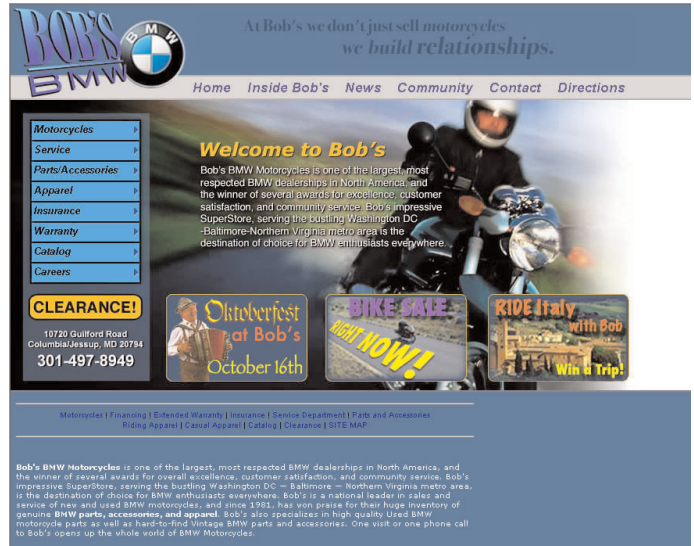 BOB'S
BMW
BMW
At Bob's we don't just sell motorcycles
we build relationships.
Home Inside Bob's News Community Contact Directions
Motorcycles
Service
Parts/Accessories
Apparel
Insurance
Warranty
Catalog
Careers
CLEARANCE!
10720 Guilford Road
Columbia/Jessup, MD 20794
301-497-8949
Welcome to Bob's
Bob's BMW Motorcycles is one of the largest, most
respected BMW dealerships in North America, and
the winner of several awards for excellence, customer
satisfaction, and community service. Bob's impressive
SuperStore, serving the bustling Washington DC
-Baltimore-Northern Virginia metro area is the
destination of choice for BMW enthusiasts everywhere.
Oktoberfest
at Bob's
October 16th
BIKE SALE
RIGHT NOW!
RIDE Italy
with Bob
Win a Trip!
Motorcycles | Financing | Extended Warranty | Insurance | Service Department | Parts and Accessories
Riding Apparel | Casual Apparel | Catalog | Clearance | SITE MAP
Bob's BMW Motorcycles is one of the largest, most respected BMW dealerships in North America, and
the winner of several awards for overall excellence, customer satisfaction, and community service. Bob's
impressive SuperStore, serving the bustling Washington DC — Baltimore — Northern Virginia metro area,
is the destination of choice for BMW enthusiasts everywhere. Bob's is a national leader in sales and
service of new and used BMW motorcycles, and since 1981, has won praise for their huge inventory of
genuine BMW parts, accessories, and apparel. Bob's also specializes in high quality Used BMW
motorcycle parts as well as hard-to-find Vintage BMW parts and accessories. One visit or one phone call
to Bob's opens up the whole world of BMW Motorcycles.